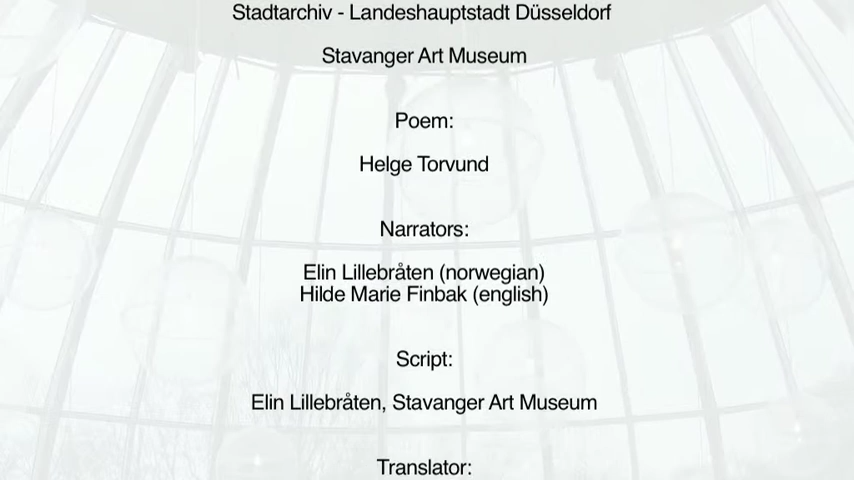 Stadtarchiv - Landeshauptstadt Düsseldorf
Stavanger Art Museum
Poem:
Helge Torvund
Narrators:
Elin Lillebråten (norwegian)
Hilde Marie Finbak (english)
Script:
Elin Lillebråten, Stavanger Art Museum
Translator: